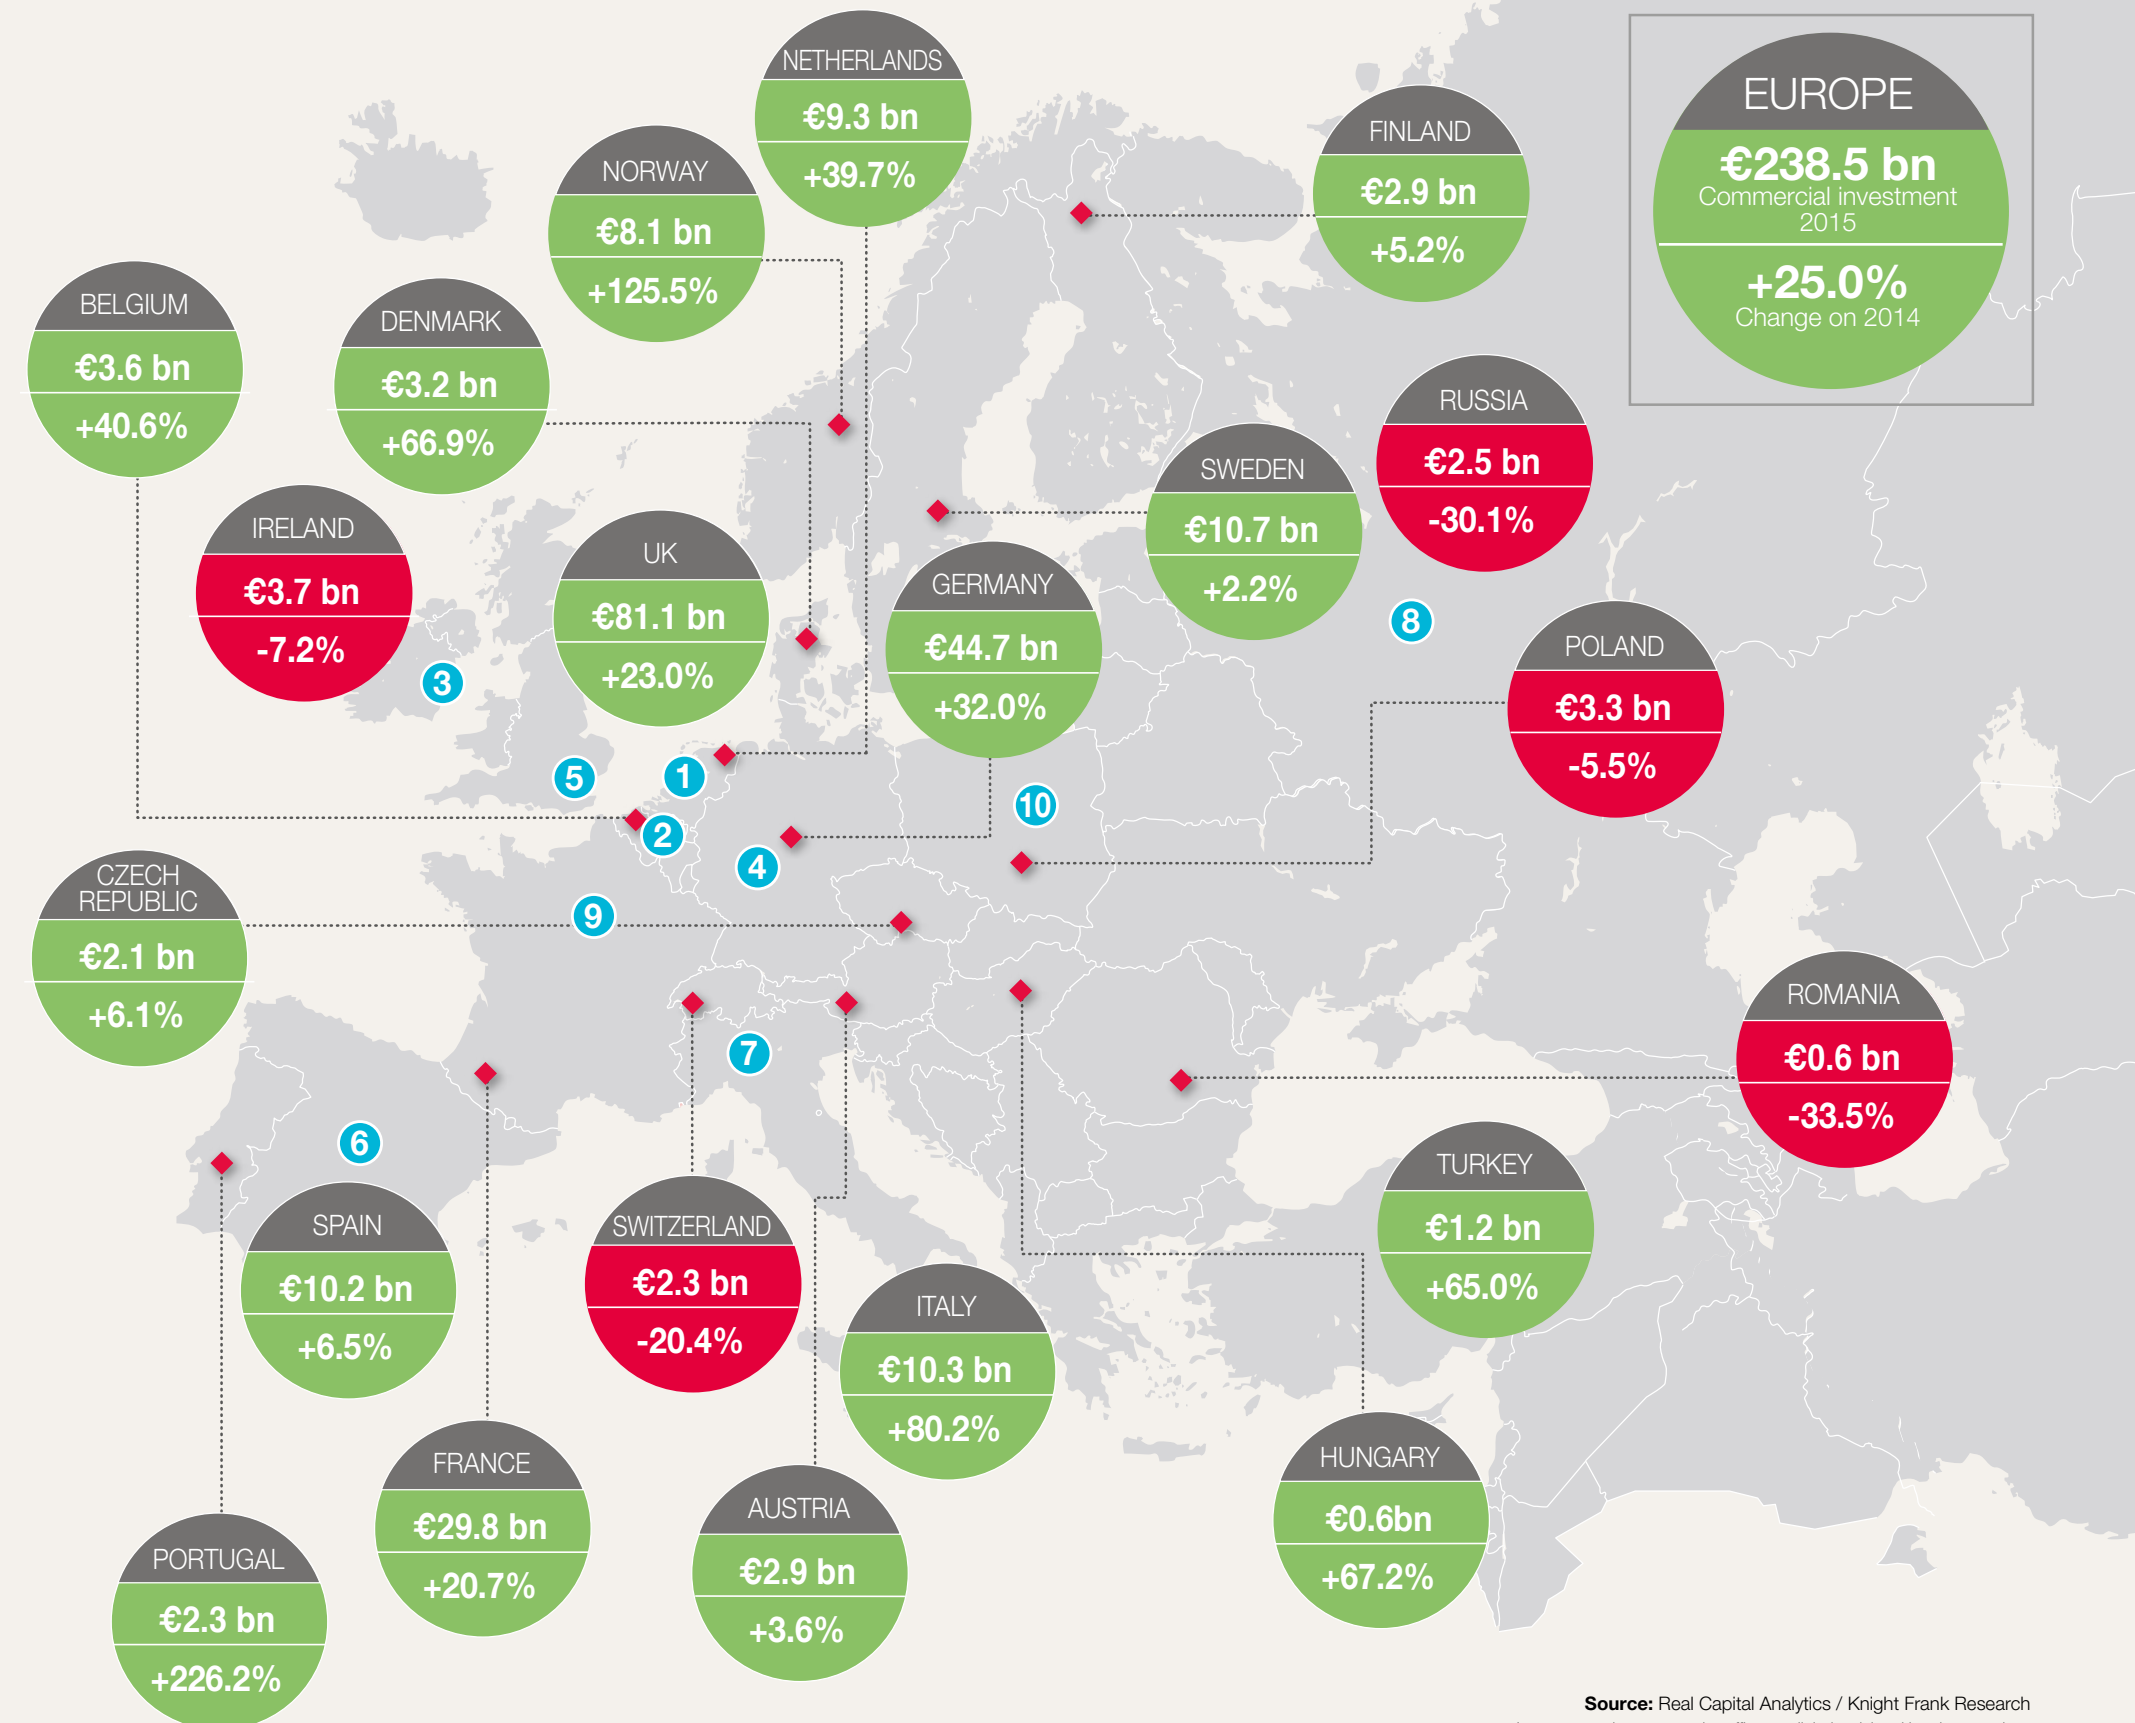 NETHERLANDS
€9.3 bn
+39.7%
EUROPE
€238.5 bn
Commercial investment
2015
+25.0%
Change on 2014
FINLAND
€2.9 bn
+5.2%
NORWAY
€8.1 bn
+125.5%
BELGIUM
€3.6 bn
+40.6%
DENMARK
€3.2 bn
+66.9%
RUSSIA
€2.5 bn
-30.1%
SWEDEN
€10.7 bn
+2.2%
IRELAND
€3.7 bn
-7.2%
UK
€81.1 bn
+23.0%
GERMANY
€44.7 bn
+32.0%
8
POLAND
€3.3 bn
-5.5%
3
5
1
10
2
4
CZECH
REPUBLIC
€2.1 bn
+6.1%
9
ROMANIA
€0.6 bn
-33.5%
7
6
TURKEY
€1.2 bn
+65.0%
SPAIN
€10.2 bn
+6.5%
SWITZERLAND
€2.3 bn
-20.4%
ITALY
€10.3 bn
+80.2%
HUNGARY
€0.6bn
+67.2%
FRANCE
€29.8 bn
+20.7%
AUSTRIA
€2.9 bn
+3.6%
PORTUGAL
€2.3 bn
+226.2%
Source: Real Capital Analytics / Knight Frank Research